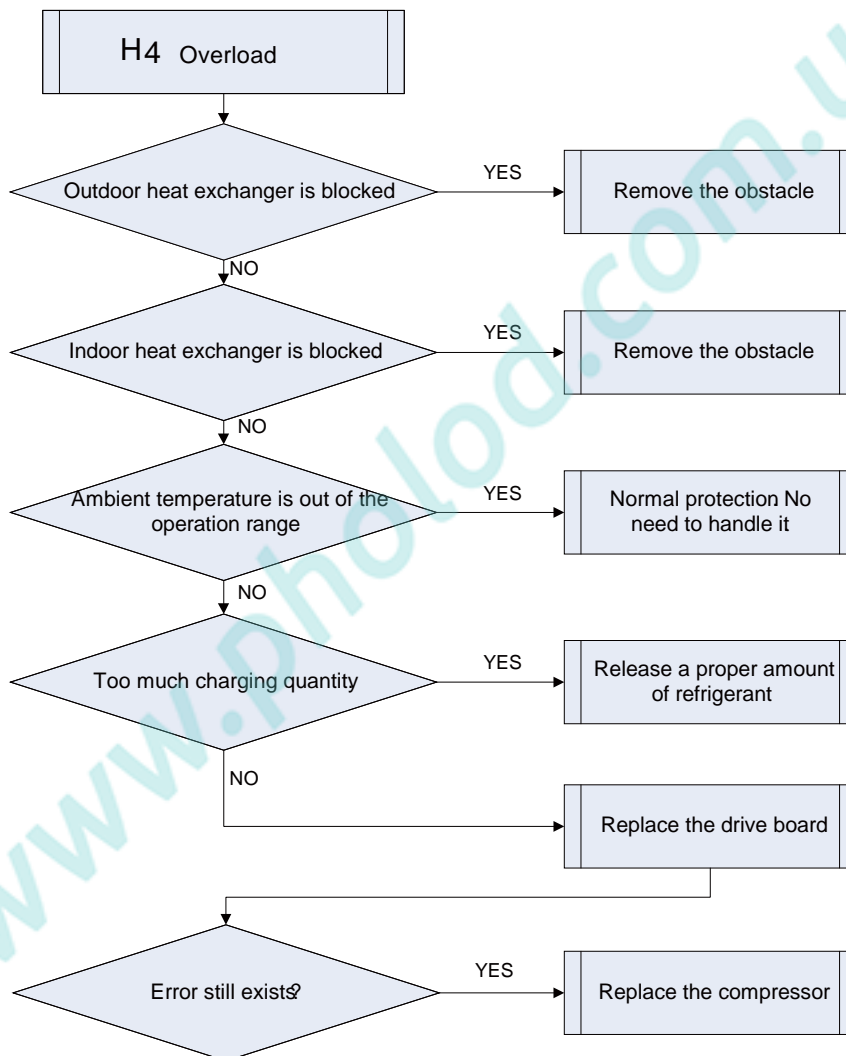 H4 Overload
Outdoor heat exchanger is blocked
YES
Remove the obstacle
NO
Indoor heat exchanger is blocked
YES
Remove the obstacle
NO
Ambient temperature is out of the
operation range
YES
Normal protection No
need to handle it
NO
Too much charging quantity
YES
Release a proper amount
of refrigerant
NO
Replace the drive board
Error still exists?
YES
Replace the compressor
www.pholod.com.u